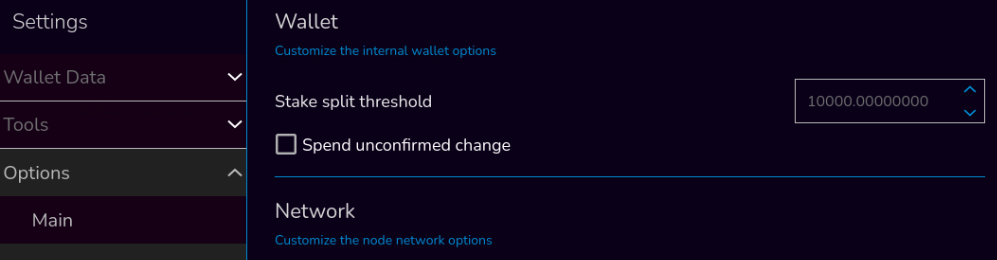 Settings
Wallet Data
Tools
Options
Main
Wallet
Customize the internal wallet options
Stake split threshold
10000.00000000
Spend unconfirmed change
Network
Customize the node network options